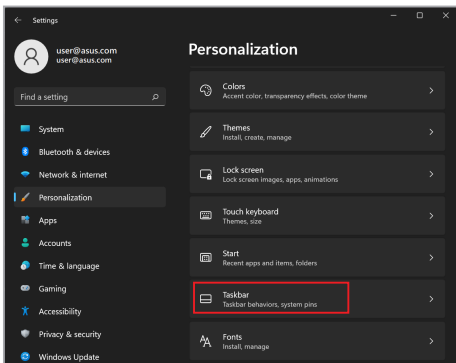 Settings
user@asus.com
user@asus.com
Find a setting
System
Bluetooth & devices
Network & internet
Personalization
Apps
Accounts
Time & language
Gaming
Accessibility
Privacy & security
Windows Update
Personalization
Colors
Accent color, transparency effects, color theme
Themes
Install, create, manage
Lock screen
Lock screen images, apps, animations
Touch keyboard
Themes, size
Start
Recent apps and items, folders
Taskbar
Taskbar behaviors, system pins
Fonts
Install, manage